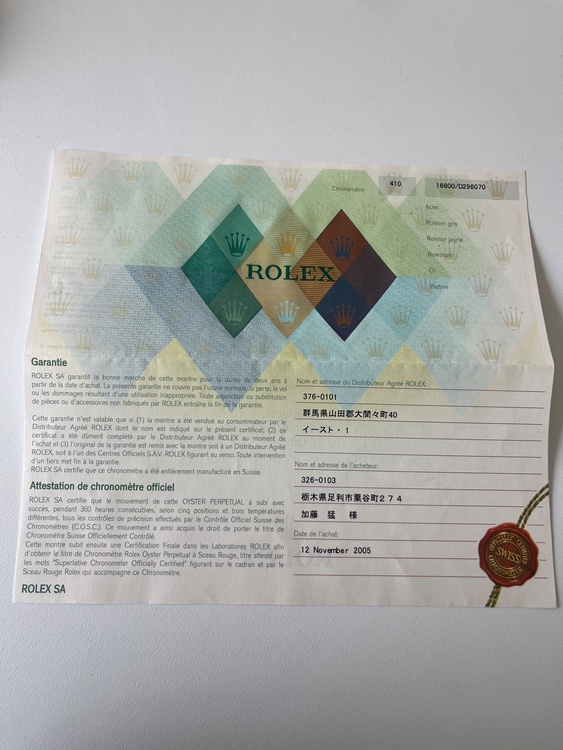 Chronomètre
410
16600/D296070
Acier
Rolesor gris
Rolesor jaune
Rolesium
Or
Platine
ROLEX
Garantie
ROLEX SA garantit la bonne marche de cette montre pour la durée de deux ans à
partir de la date d'achat. La présente garantie ne couvre pas l'usure normale, la perte, le vol
ou les dommages résultant d'une utilisation inappropriée. Toute adjonction ou substitution
de pièces ou d'accessoires non fabriqués par ROLEX entraîne la fin de la garantie.
Cette garantie n'est valable que si (1) la montre a été vendue au consommateur par le
Distributeur Agréé ROLEX dont le nom est indiqué sur le présent certificat, (2) ce
certificat a été dûment complété par le Distributeur Agréé ROLEX au moment de
l'achat et (3) l'original de la garantie est remis avec la montre soit à un Distributeur Agréé
ROLEX, soit à l'un des Centres Officiels S.A.V. ROLEX figurant au verso. Toute intervention
d'un tiers met fin à la garantie.
ROLEX SA certifie que ce chronomètre a été entièrement manufacturé en Suisse.
Attestation de chronomètre officiel
ROLEX SA certifie que le mouvement de cette OYSTER PERPETUAL a subi avec
succès, pendant 360 heures consécutives, selon cinq positions et trois températures
différentes, tous les contrôles de précision effectués par le Contrôle Officiel Suisse des
Chronomètres (C.O.S.C.). Ce mouvement a ainsi acquis le droit de porter le titre de
Chronomètre Suisse Officiellement Contrôlé.
Cette montre subit ensuite une Certification Finale dans les Laboratoires ROLEX afin
d'obtenir le titre de Chronomètre Rolex Oyster Perpetual à Sceau Rouge, titre attesté par
les mots "Superlative Chronometer Officially Certified" figurant sur le cadran et par le
Sceau Rouge Rolex qui accompagne ce Chronomètre.
ROLEX SA
Nom et adresse du Distributeur Agréé ROLEX:
376-0101
群馬県山田郡大間々町40
イースト・1
Nom et adresse de l'acheteur:
326-0103
栃木県足利市粟谷町274
加藤 猛 様
Date de l'achat:
12 November 2005
SWISS